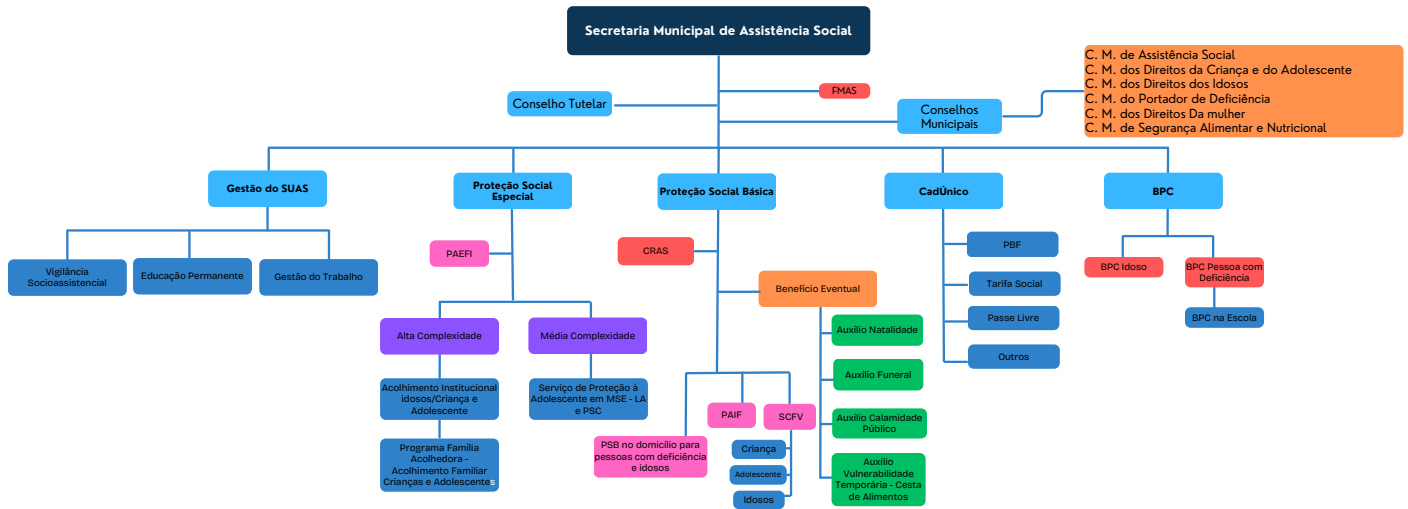 Secretaria Municipal de Assistência Social
FMAS
Conselho Tutelar
Conselhos
Municipais
C. M. de Assistência Social
C. M. dos Direitos da Criança e do Adolescente
C. M. dos Direitos dos Idosos
C. M. do Portador de Deficiência
C. M. dos Direitos Da mulher
C. M. de Segurança Alimentar e Nutricional
Gestão do SUAS
Vigilância
Socioassistencial
Educação Permanente
Gestão do Trabalho
Proteção Social
Especial
PAEFI
Alta Complexidade
Acolhimento Institucional
idosos/Criança e
Adolescente
Programa Família
Acolhedora -
Acolhimento Familiar
Crianças e Adolescentes
Média Complexidade
Serviço de Proteção à
Adolescente em MSE - LA
e PSC
Proteção Social Básica
CRAS
Benefício Eventual
Auxílio Natalidade
Auxílio Funeral
Auxílio Calamidade
Público
Auxílio
Vulnerabilidade
Temporária - Cesta
de Alimentos
PSB no domicílio para
pessoas com deficiência
e idosos
PAIF
SCFV
Criança
Adolescente
Idosos
CadÚnico
PBF
Tarifa Social
Passe Livre
Outros
BPC
BPC Idoso
BPC Pessoa com
Deficiência
BPC na Escola